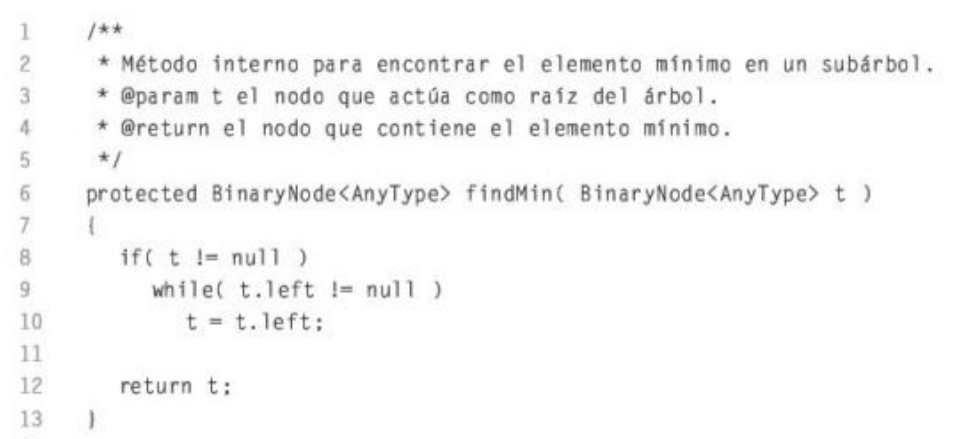 1 /**
2 * Método interno para encontrar el elemento mínimo en un subárbol.
3 * @param t el nodo que actúa como raíz del árbol.
4 * @return el nodo que contiene el elemento mínimo.
5 */
6 protected BinaryNode<AnyType> findMin( BinaryNode<AnyType> t )
7 {
8 if( t != null )
9 while( t.left != null )
10 t = t.left;
11
12 return t;
13 }